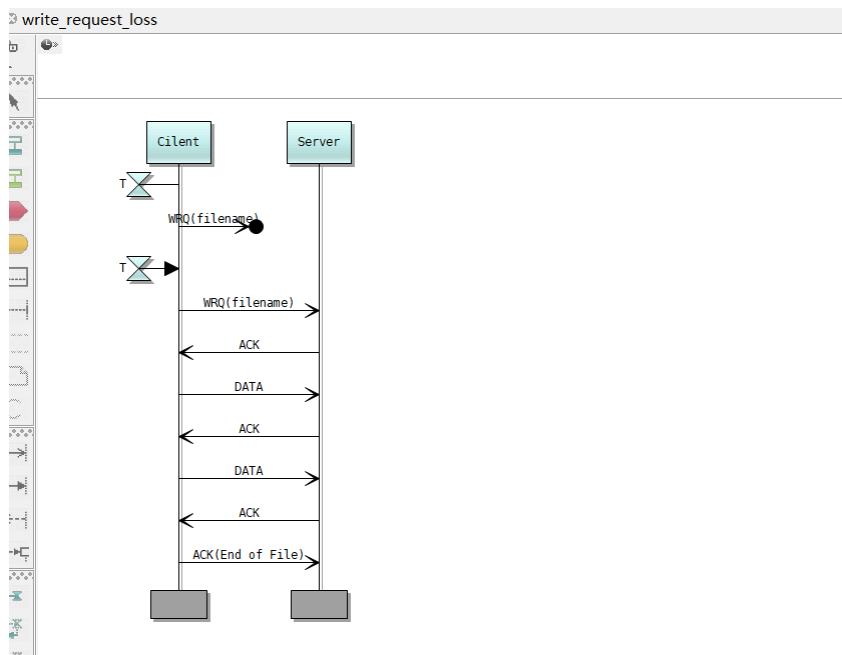 write_request_loss
Cilent
Server
T
WRQ(filename)
T
WRQ(filename)
ACK
DATA
ACK
DATA
ACK
ACK(End of File)